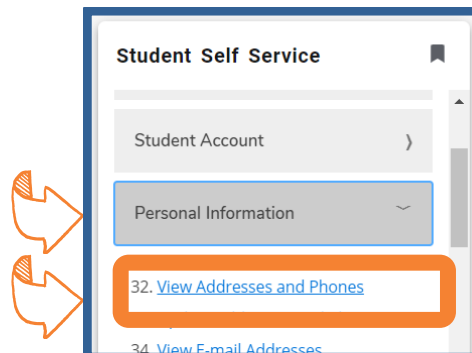 Student Self Service
Student Account
Personal Information
32. View Addresses and Phones
34. View E-mail Addresses